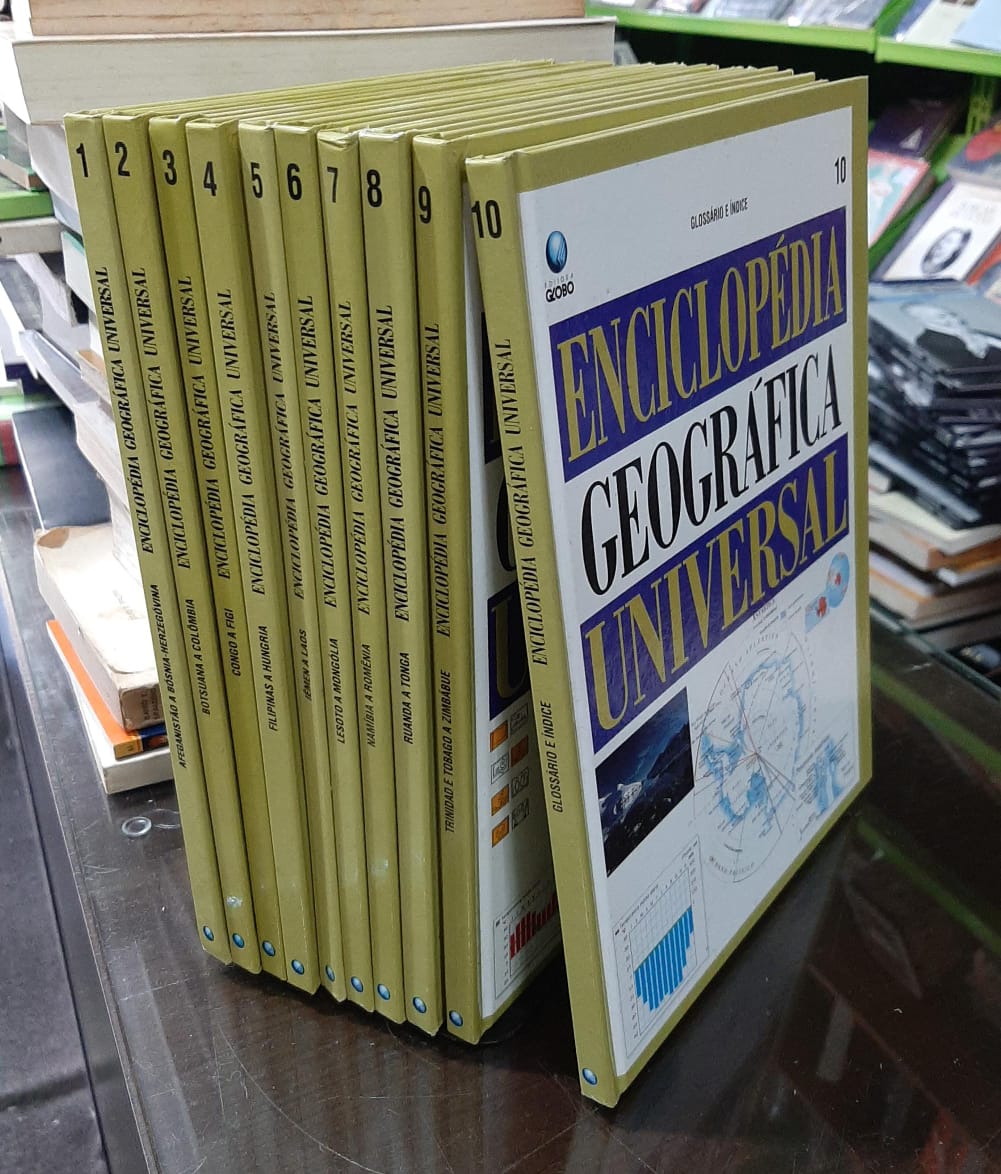 1
ENCICLOPÉDIA GEOGRÁFICA UNIVERSAL
AFEGANISTÃO A BÓSNIA-HERZEGÓVINA
2
ENCICLOPÉDIA GEOGRÁFICA UNIVERSAL
BOTSUANA A COLÔMBIA
3
ENCICLOPÉDIA GEOGRÁFICA UNIVERSAL
CONGO A FIGI
4
ENCICLOPÉDIA GEOGRÁFICA UNIVERSAL
FILIPINAS A HUNGRIA
5
ENCICLOPÉDIA GEOGRÁFICA UNIVERSAL
IÊMEN A LAOS
6
ENCICLOPÉDIA GEOGRÁFICA UNIVERSAL
LESOTO A MONGÓLIA
7
ENCICLOPÉDIA GEOGRÁFICA UNIVERSAL
NAMÍBIA A ROMÊNIA
8
ENCICLOPÉDIA GEOGRÁFICA UNIVERSAL
RUANDA A TONGA
9
ENCICLOPÉDIA GEOGRÁFICA UNIVERSAL
TRINIDAD E TOBAGO A ZIMBÁBUE
10
ENCICLOPÉDIA GEOGRÁFICA UNIVERSAL
GLOSSÁRIO E ÍNDICE
10
GLOSSÁRIO E ÍNDICE
EDITORA
GLOBO
ENCICLOPÉDIA
GEOGRÁFICA
UNIVERSAL